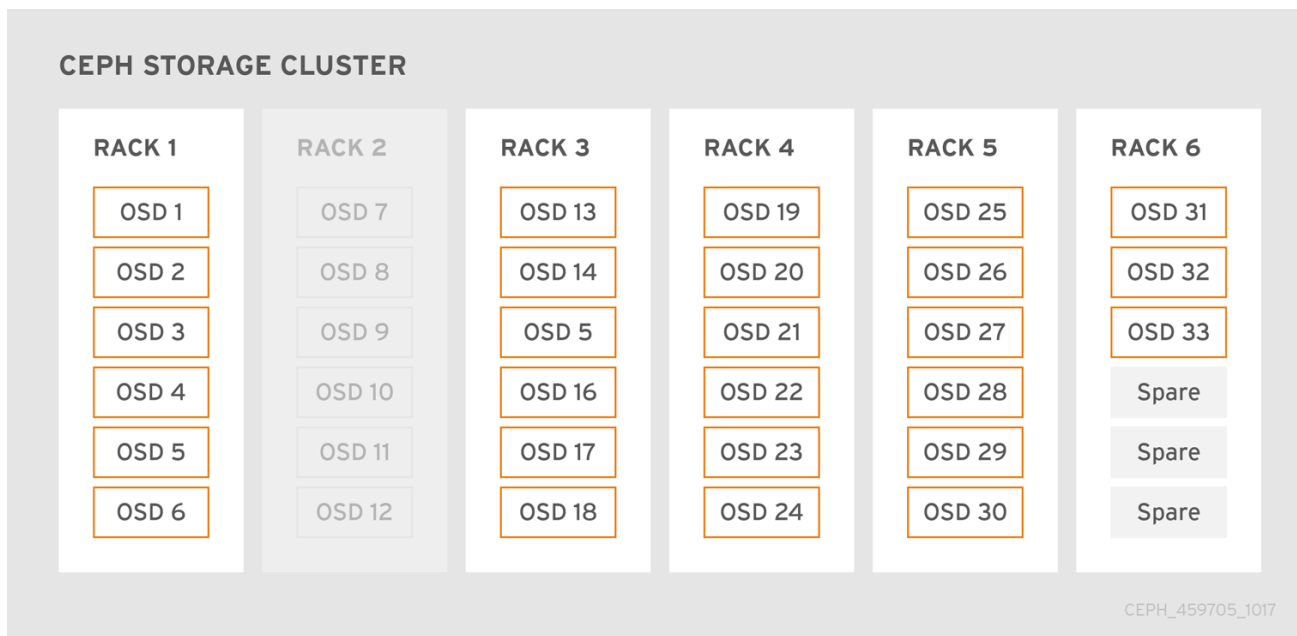 CEPH STORAGE CLUSTER
RACK 1
OSD 1
OSD 2
OSD 3
OSD 4
OSD 5
OSD 6
RACK 2
OSD 7
OSD 8
OSD 9
OSD 10
OSD 11
OSD 12
RACK 3
OSD 13
OSD 14
OSD 5
OSD 16
OSD 17
OSD 18
RACK 4
OSD 19
OSD 20
OSD 21
OSD 22
OSD 23
OSD 24
RACK 5
OSD 25
OSD 26
OSD 27
OSD 28
OSD 29
OSD 30
RACK 6
OSD 31
OSD 32
OSD 33
Spare
Spare
Spare
CEPH_459705_1017